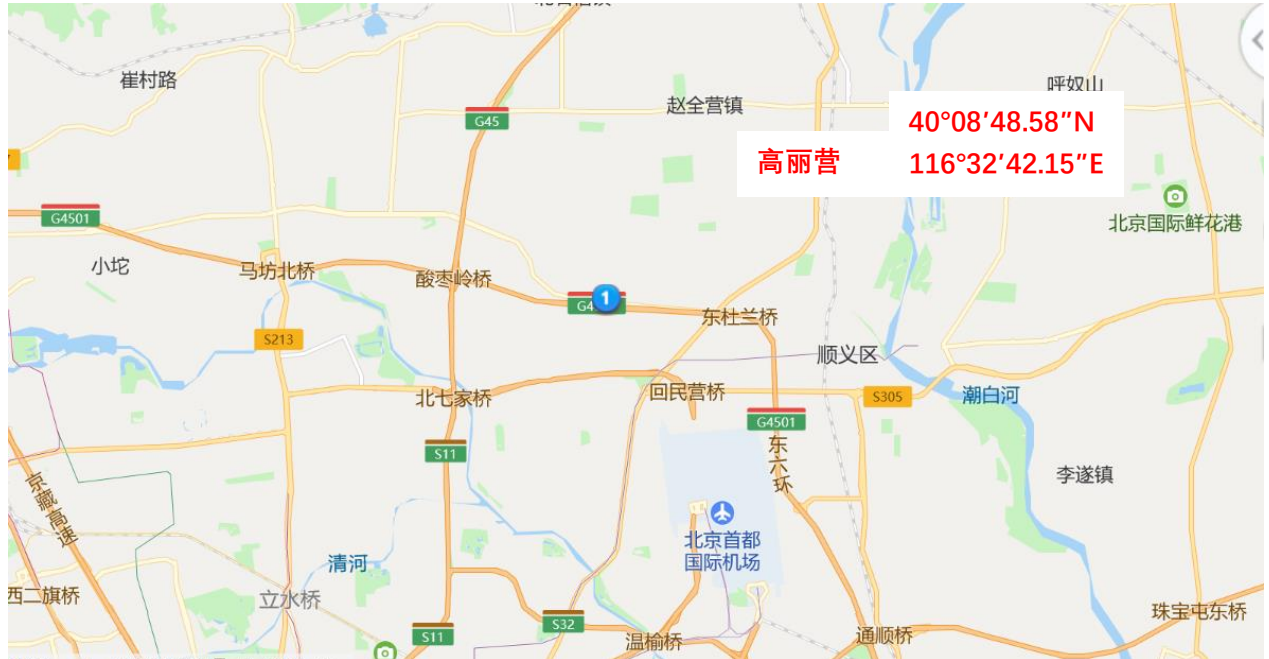 崔村路
呼奴山
赵全营镇
G45
40°08′48.58″N
高丽营
116°32′42.15″E
G4501
北京国际鲜花港
小坨
马坊北桥
酸枣岭桥
1
东杜兰桥
S213
顺义区
回民营桥
北七家桥
S305
潮白河
G4501
S11
东六环
李遂镇
京藏高速
北京首都
国际机场
清河
西二旗桥
立水桥
珠宝屯东桥
S32
S11
温榆桥
通顺桥